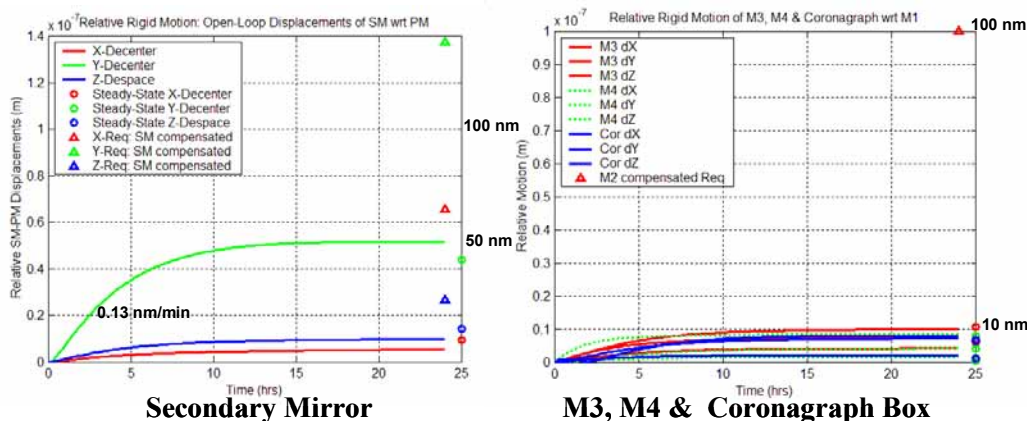 x 10^-7 Relative Rigid Motion: Open-Loop Displacements of SM wrt PM
Relative SM-PM Displacements (m)
1.4
1.2
1
0.8
0.6
0.4
0.2
0
X-Decenter
Y-Decenter
Z-Despace
Steady-State X-Decenter
Steady-State Y-Decenter
Steady-State Z-Despace
X-Req: SM compensated
Y-Req: SM compensated
Z-Req: SM compensated
100 nm
50 nm
0.13 nm/min
0 5 10 15 20 25
Time (hrs)
Secondary Mirror
x 10^-7 Relative Rigid Motion of M3, M4 & Coronagraph wrt M1
Relative Motion (m)
1
0.9
0.8
0.7
0.6
0.5
0.4
0.3
0.2
0.1
0
M3 dX
M3 dY
M3 dZ
M4 dX
M4 dY
M4 dZ
Cor dX
Cor dY
Cor dZ
M2 compensated Req
100 nm
10 nm
0 5 10 15 20 25
Time (hrs)
M3, M4 & Coronagraph Box